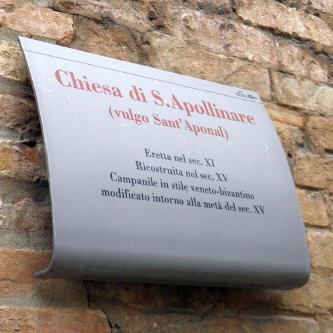 Chiesa di S.Apollinare
(vulgo Sant'Aponal)
Eretta nel sec. XI
Ricostruita nel sec. XV
Campanile in stile veneto-bizantino
modificato intorno alla metà del sec. XV